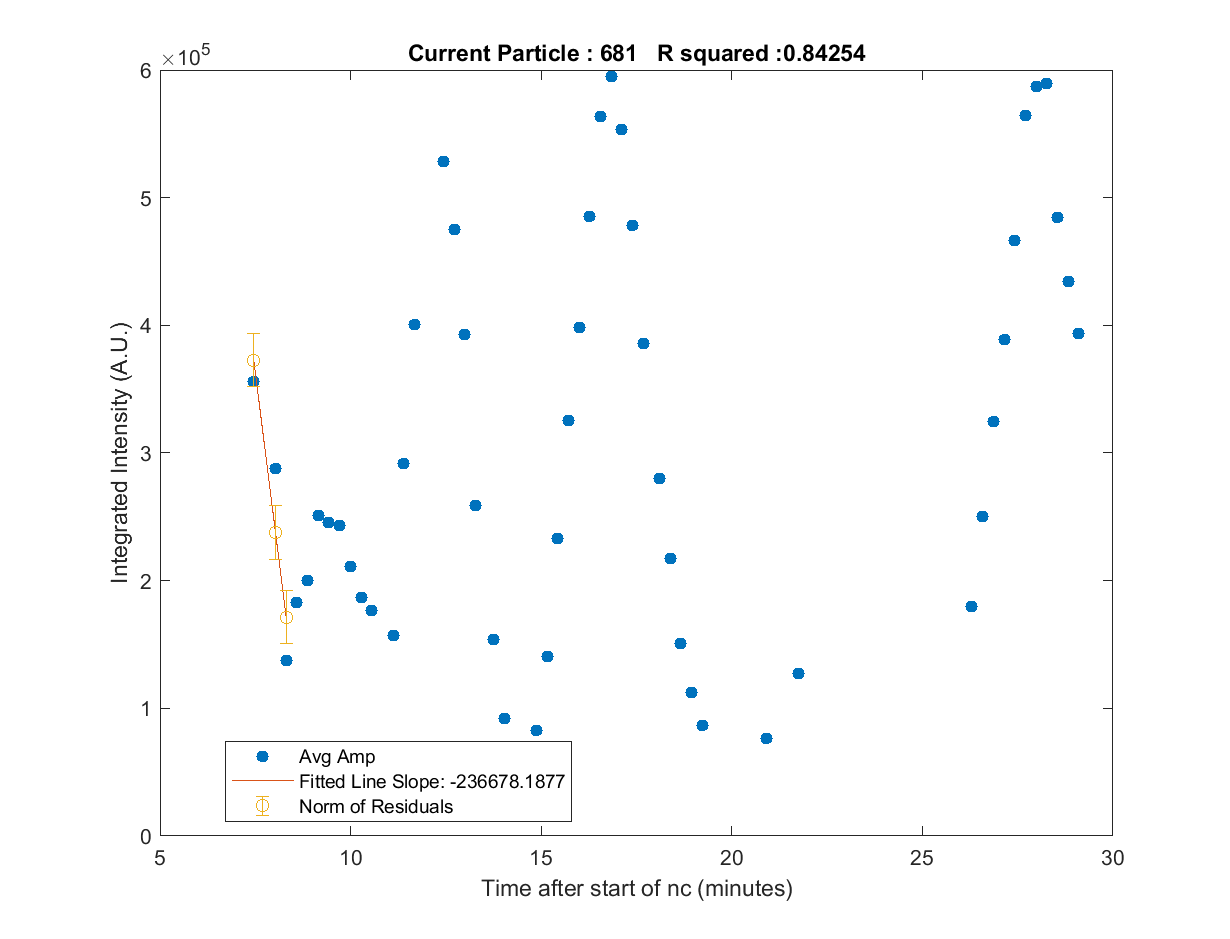 Current Particle : 681   R squared :0.84254
×10^5
6
5
4
3
2
1
0
Integrated Intensity (A.U.)
Avg Amp
Fitted Line Slope: -236678.1877
Norm of Residuals
5 10 15 20 25 30
Time after start of nc (minutes)